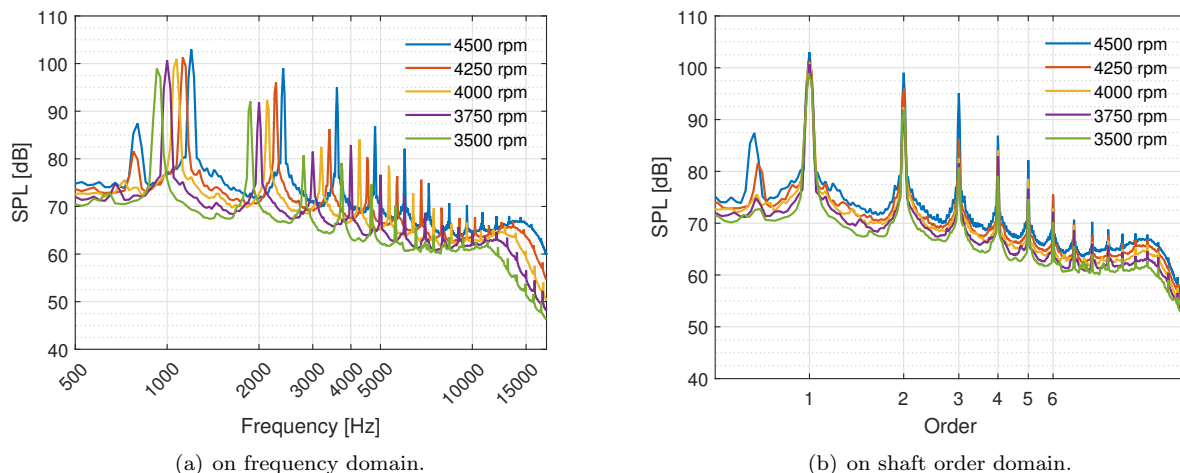 110
100
90
80
70
60
50
40
SPL [dB]
4500 rpm
4250 rpm
4000 rpm
3750 rpm
3500 rpm
500
1000
2000
3000
4000
5000
10000
15000
Frequency [Hz]
(a) on frequency domain.
110
100
90
80
70
60
50
40
SPL [dB]
4500 rpm
4250 rpm
4000 rpm
3750 rpm
3500 rpm
1
2
3
4
5
6
Order
(b) on shaft order domain.